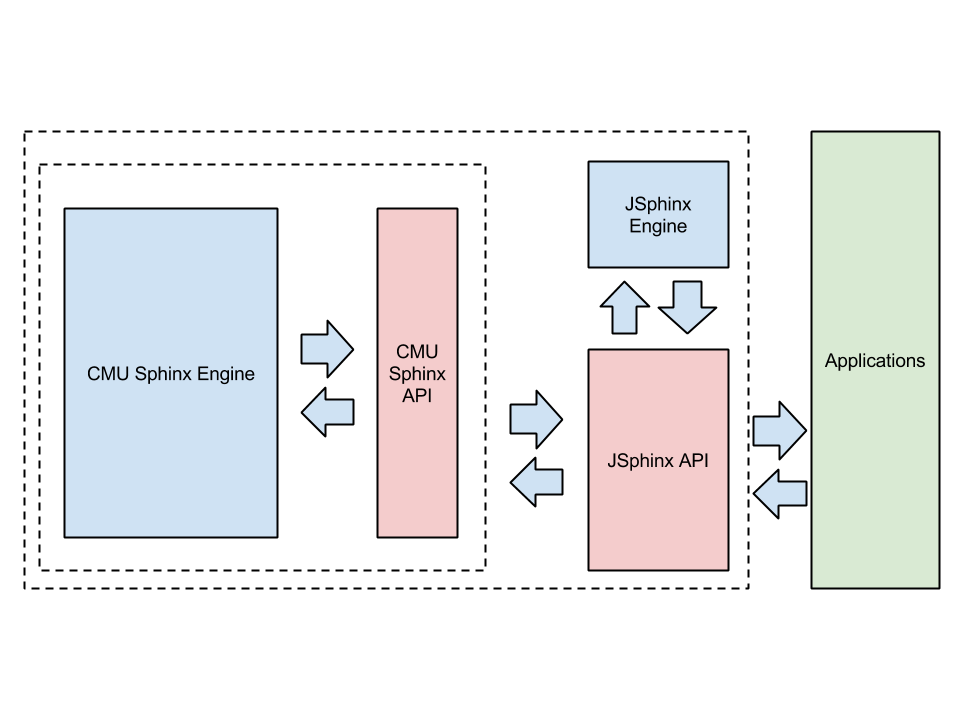 CMU Sphinx Engine
CMU
Sphinx
API
JSphinx
Engine
JSphinx API
Applications